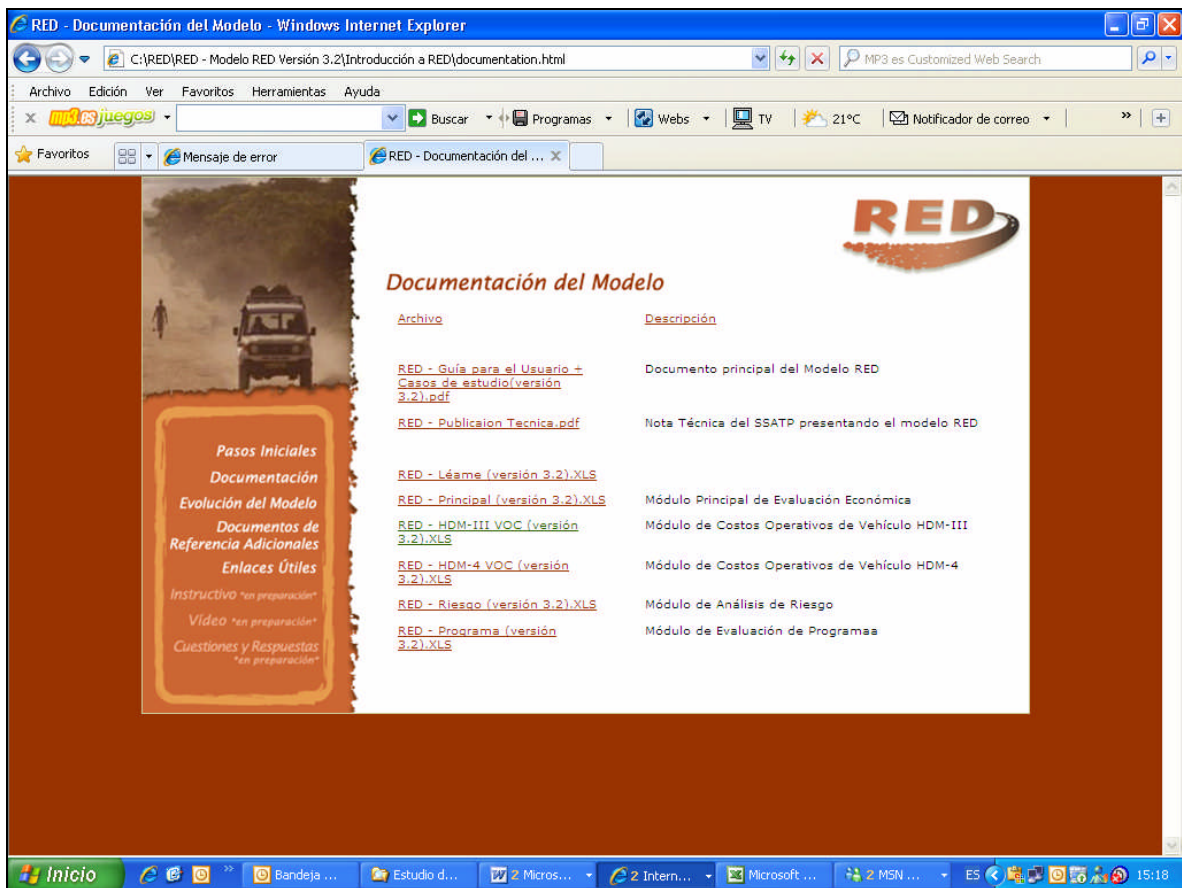 RED - Documentación del Modelo - Windows Internet Explorer
C:\RED\RED - Modelo RED Versión 3.2\Introducción a RED\documentation.html
MP3 es Customized Web Search
Archivo Edición Ver Favoritos Herramientas Ayuda
x mp3.es juegos Buscar Programas Webs TV 21°C Notificador de correo »
Favoritos Mensaje de error RED - Documentación del ... X
RED
Documentación del Modelo
Archivo Descripción
RED - Guía para el Usuario + Documento principal del Modelo RED
Casos de estudio(versión
3.2).pdf
RED - Publicaion Tecnica.pdf Nota Técnica del SSATP presentando el modelo RED
RED - Léame (versión 3.2).XLS
RED - Principal (versión 3.2).XLS Módulo Principal de Evaluación Económica
RED - HDM-III VOC (versión Módulo de Costos Operativos de Vehículo HDM-III
3.2).XLS
RED - HDM-4 VOC (versión Módulo de Costos Operativos de Vehículo HDM-4
3.2).XLS
RED - Riesgo (versión 3.2).XLS Módulo de Análisis de Riesgo
RED - Programa (versión Módulo de Evaluación de Programaa
3.2).XLS
Pasos Iniciales
Documentación
Evolución del Modelo
Documentos de
Referencia Adicionales
Enlaces Útiles
Instructivo *en preparación*
Vídeo *en preparación*
Cuestiones y Respuestas
*en preparación*
Inicio » Bandeja ... Estudio d... 2 Micros... 2 Intern... Microsoft ... 2 MSN ... ES 15:18